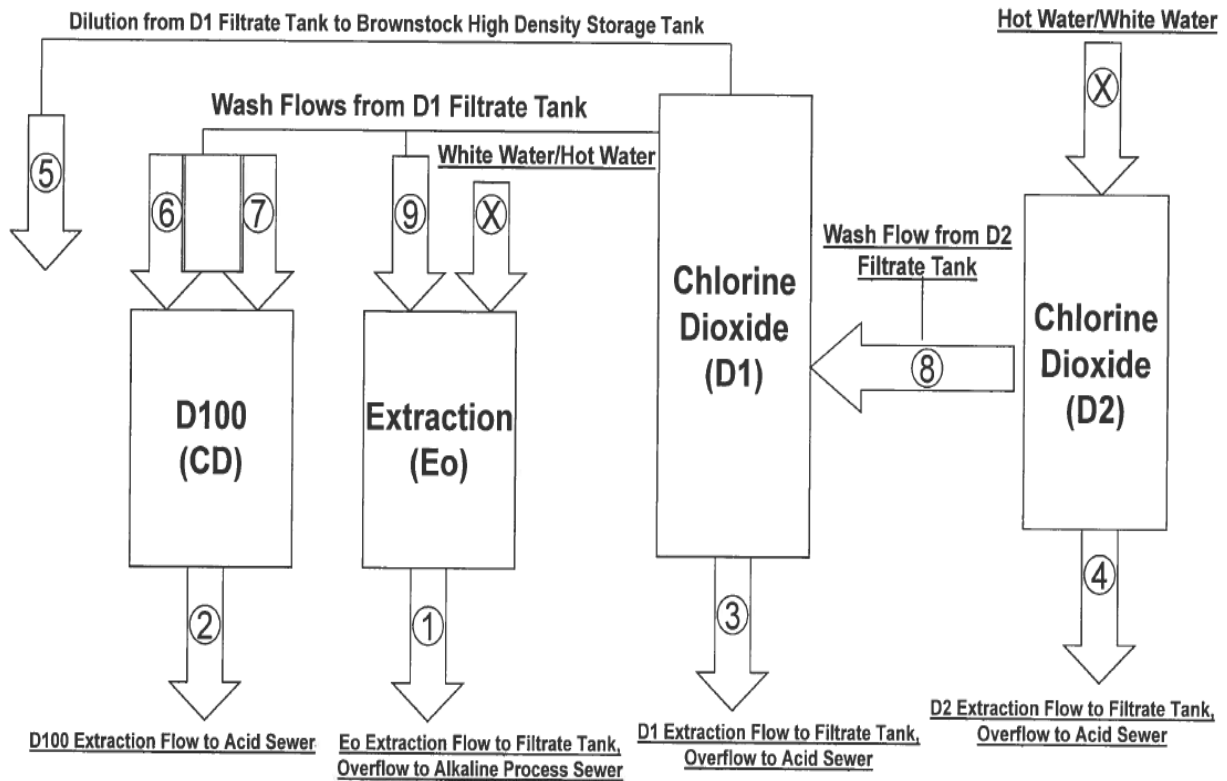 Dilution from D1 Filtrate Tank to Brownstock High Density Storage Tank
Hot Water/White Water
X
Wash Flows from D1 Filtrate Tank
White Water/Hot Water
5
6
7
9
X
Wash Flow from D2
Filtrate Tank
8
Chlorine
Dioxide
(D1)
Chlorine
Dioxide
(D2)
D100
(CD)
Extraction
(Eo)
2
1
3
4
D100 Extraction Flow to Acid Sewer
Eo Extraction Flow to Filtrate Tank,
Overflow to Alkaline Process Sewer
D1 Extraction Flow to Filtrate Tank,
Overflow to Acid Sewer
D2 Extraction Flow to Filtrate Tank,
Overflow to Acid Sewer